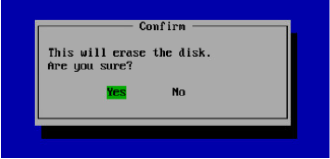 Confirm
This will erase the disk.
Are you sure?
Yes No